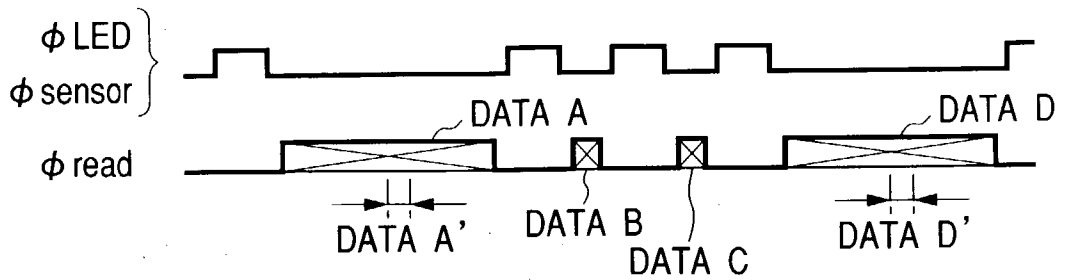 ϕ LED
ϕ sensor
DATA A
DATA D
ϕ read
DATA A'
DATA B
DATA C
DATA D'